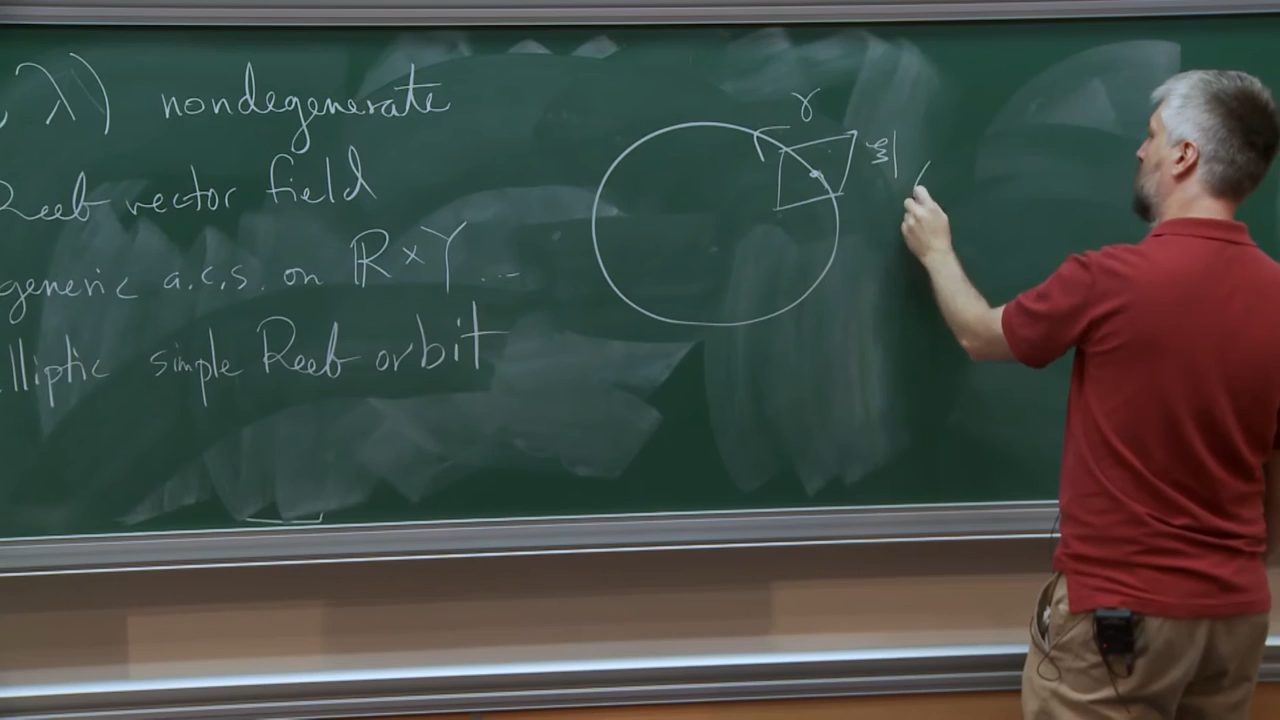 , λ) nondegenerate
Reeb vector field
generic a.c.s. on ℝ×Y ...
lliptic simple Reeb orbit
γ
ξ|